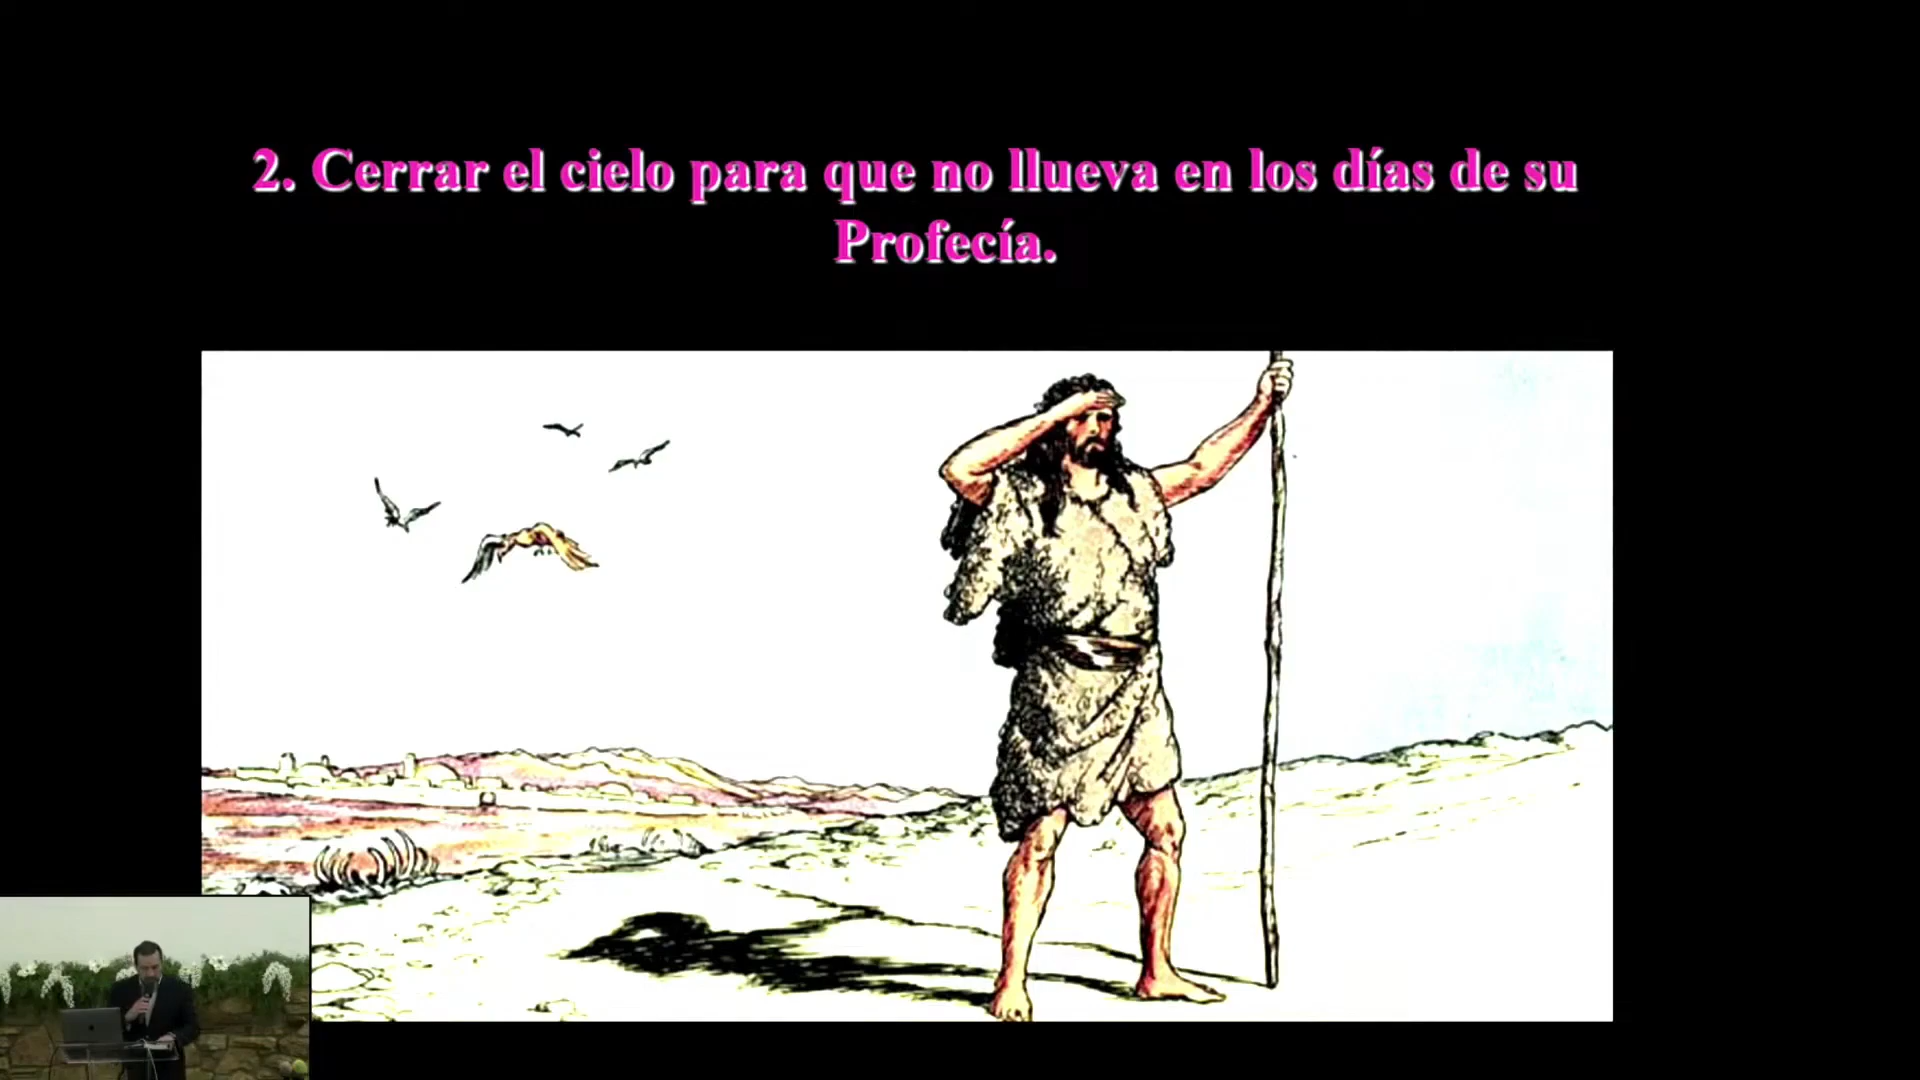 2. Cerrar el cielo para que no llueva en los días de su
Profecía.